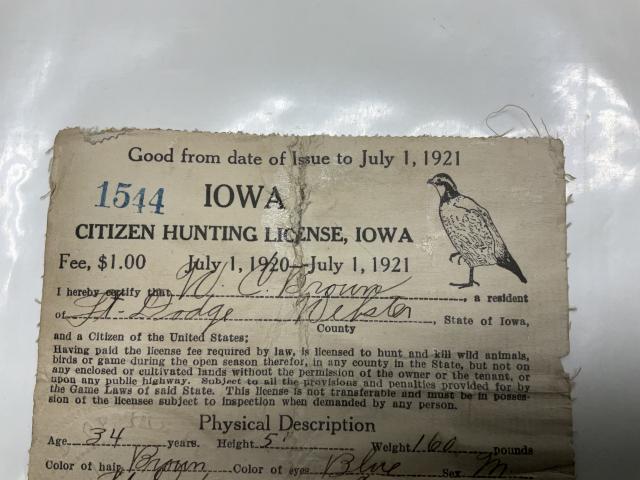 Good from date of Issue to July 1, 1921
1544 IOWA
CITIZEN HUNTING LICENSE, IOWA
Fee, $1.00 July 1, 1920—July 1, 1921
I hereby certify that W. C. Brown, a resident
of Ft. Dodge Webster, State of Iowa,
County
and a Citizen of the United States;
Having paid the license fee required by law, is licensed to hunt and kill wild animals,
birds or game during the open season therefor, in any county in the State, but not on
any enclosed or cultivated lands without the permission of the owner or the tenant, or
upon any public highway. Subject to all the provisions and penalties provided for by
the Game Laws of said State. This license is not transferable and must be in posses-
sion of the licensee subject to inspection when demanded by any person.
Physical Description
Age 34 years. Height 5" Weight 160 pounds
Color of hair Brown Color of eyes Blue Sex M